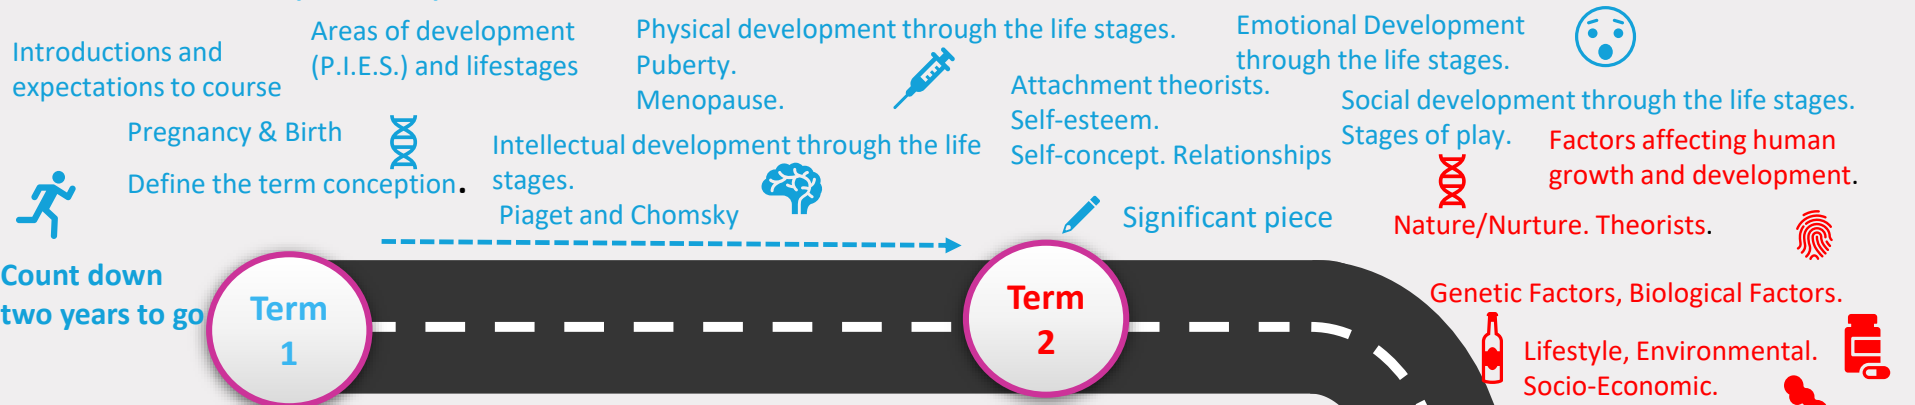 Introductions and
expectations to course
Areas of development
(P.I.E.S.) and lifestages
Pregnancy & Birth
Define the term conception.
Physical development through the life stages.
Puberty.
Menopause.
Intellectual development through the life
stages.
Piaget and Chomsky
Attachment theorists.
Self-esteem.
Self-concept. Relationships
Emotional Development
through the life stages.
Social development through the life stages.
Stages of play.
Significant piece
Factors affecting human
growth and development.
Nature/Nurture. Theorists.
Genetic Factors, Biological Factors.
Lifestyle, Environmental.
Socio-Economic.
Count down
two years to go
Term
1
Term
2